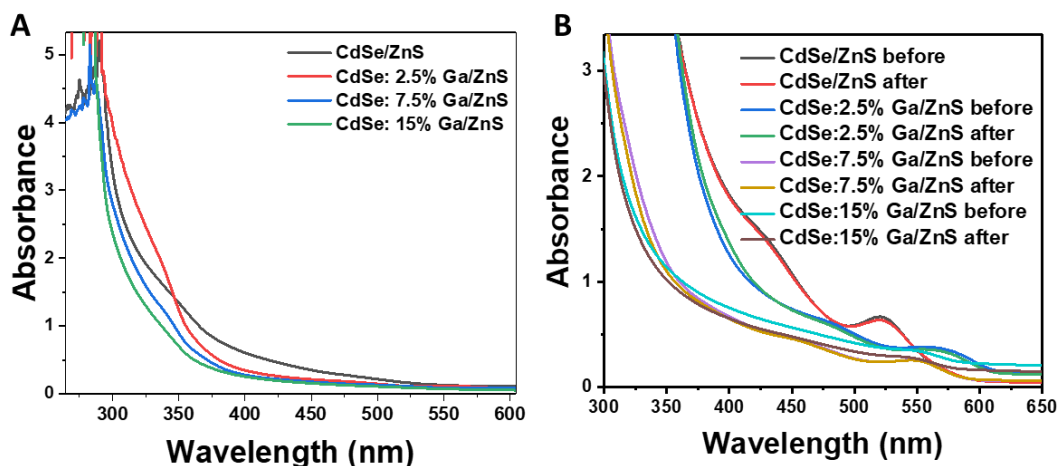 A
CdSe/ZnS
CdSe: 2.5% Ga/ZnS
CdSe: 7.5% Ga/ZnS
CdSe: 15% Ga/ZnS
5
4
3
2
1
0
300
350
400
450
500
550
600
Absorbance
Wavelength (nm)
B
CdSe/ZnS before
CdSe/ZnS after
CdSe:2.5% Ga/ZnS before
CdSe:2.5% Ga/ZnS after
CdSe:7.5% Ga/ZnS before
CdSe:7.5% Ga/ZnS after
CdSe:15% Ga/ZnS before
CdSe:15% Ga/ZnS after
3
2
1
0
300
350
400
450
500
550
600
650
Absorbance
Wavelength (nm)